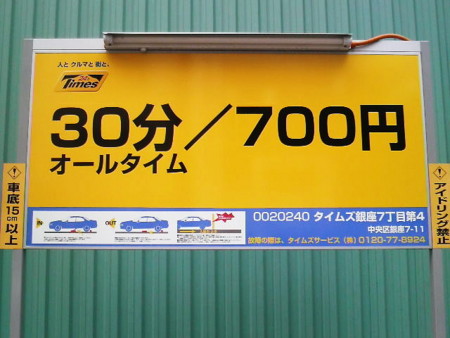 人と クルマと 街と。
Times
30分／700円
オールタイム
車底15cm以上
アイドリング禁止
IN
OUT
0020240 タイムズ銀座7丁目第4
中央区銀座7-11
故障の際は、タイムズサービス(株) 0120-77-8924